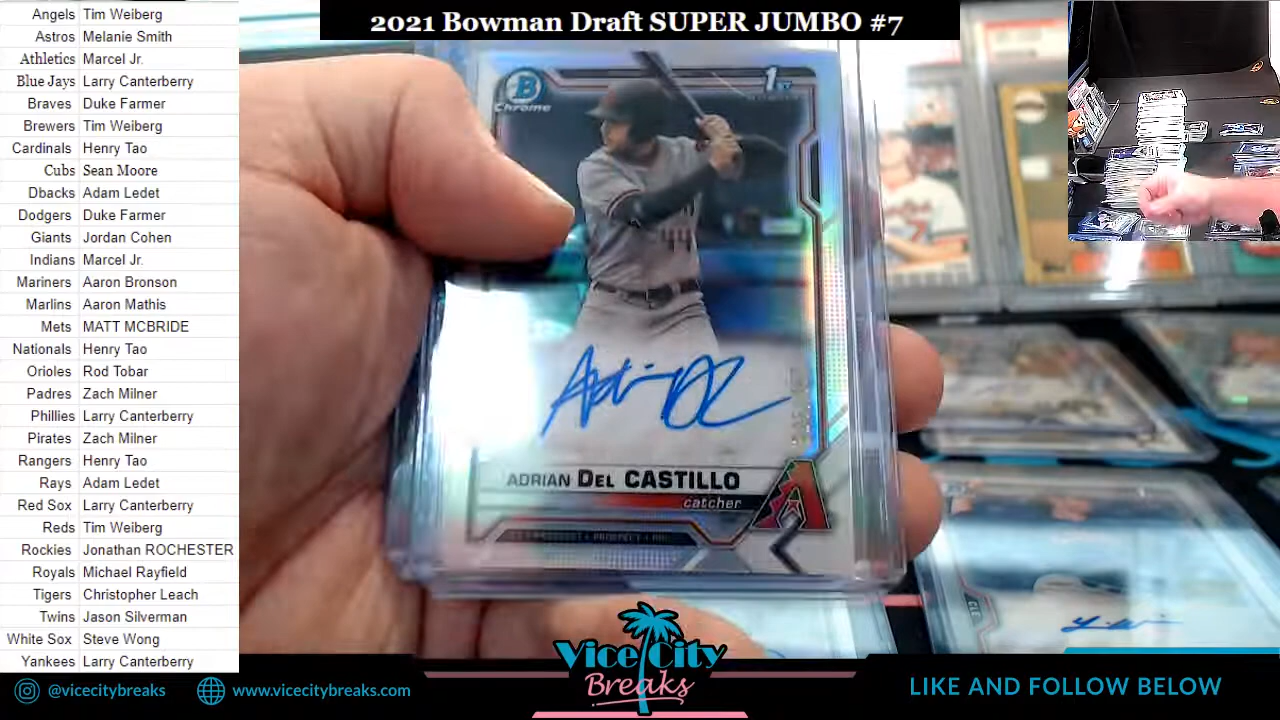 2021 Bowman Draft SUPER JUMBO #7
Angels Tim Weiberg
Astros Melanie Smith
Athletics Marcel Jr.
Blue Jays Larry Canterberry
Braves Duke Farmer
Brewers Tim Weiberg
Cardinals Henry Tao
Cubs Sean Moore
Dbacks Adam Ledet
Dodgers Duke Farmer
Giants Jordan Cohen
Indians Marcel Jr.
Mariners Aaron Bronson
Marlins Aaron Mathis
Mets MATT MCBRIDE
Nationals Henry Tao
Orioles Rod Tobar
Padres Zach Milner
Phillies Larry Canterberry
Pirates Zach Milner
Rangers Henry Tao
Rays Adam Ledet
Red Sox Larry Canterberry
Reds Tim Weiberg
Rockies Jonathan ROCHESTER
Royals Michael Rayfield
Tigers Christopher Leach
Twins Jason Silverman
White Sox Steve Wong
Yankees Larry Canterberry
B
Chrome
1st
44
ADRIAN DEL CASTILLO
catcher
A
CLE
Vice City
Breaks
@vicecitybreaks
www.vicecitybreaks.com
LIKE AND FOLLOW BELOW